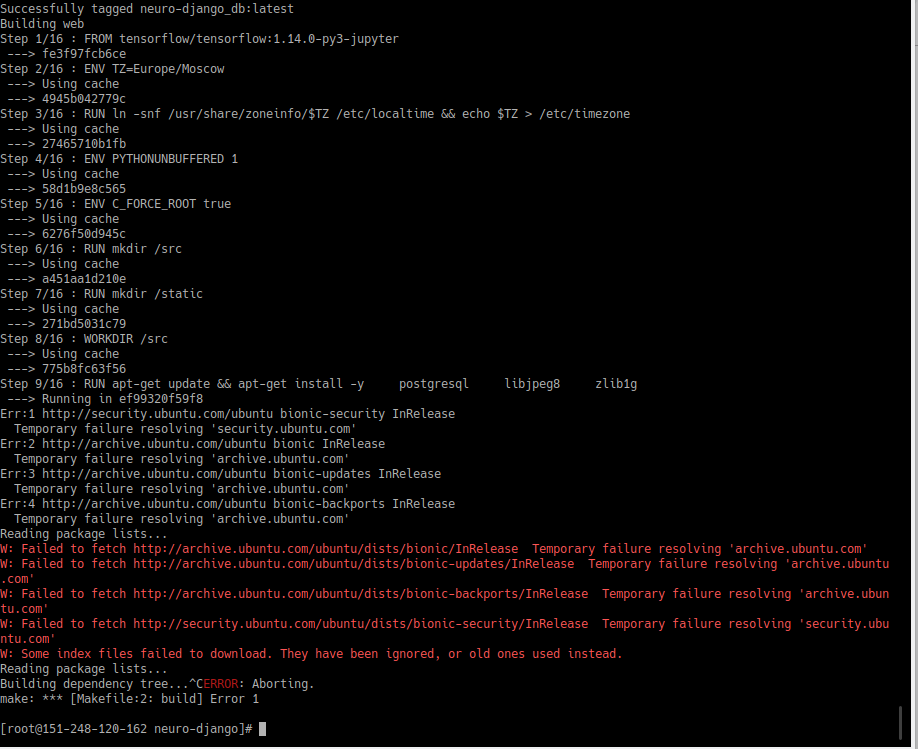 Successfully tagged neuro-django_db:latest
Building web
Step 1/16 : FROM tensorflow/tensorflow:1.14.0-py3-jupyter
 ---> fe3f97fcb6ce
Step 2/16 : ENV TZ=Europe/Moscow
 ---> Using cache
 ---> 4945b042779c
Step 3/16 : RUN ln -snf /usr/share/zoneinfo/$TZ /etc/localtime && echo $TZ > /etc/timezone
 ---> Using cache
 ---> 27465710b1fb
Step 4/16 : ENV PYTHONUNBUFFERED 1
 ---> Using cache
 ---> 58d1b9e8c565
Step 5/16 : ENV C_FORCE_ROOT true
 ---> Using cache
 ---> 6276f50d945c
Step 6/16 : RUN mkdir /src
 ---> Using cache
 ---> a451aa1d210e
Step 7/16 : RUN mkdir /static
 ---> Using cache
 ---> 271bd5031c79
Step 8/16 : WORKDIR /src
 ---> Using cache
 ---> 775b8fc63f56
Step 9/16 : RUN apt-get update && apt-get install -y     postgresql     libjpeg8     zlib1g
 ---> Running in ef99320f59f8
Err:1 http://security.ubuntu.com/ubuntu bionic-security InRelease
  Temporary failure resolving 'security.ubuntu.com'
Err:2 http://archive.ubuntu.com/ubuntu bionic InRelease
  Temporary failure resolving 'archive.ubuntu.com'
Err:3 http://archive.ubuntu.com/ubuntu bionic-updates InRelease
  Temporary failure resolving 'archive.ubuntu.com'
Err:4 http://archive.ubuntu.com/ubuntu bionic-backports InRelease
  Temporary failure resolving 'archive.ubuntu.com'
Reading package lists...
W: Failed to fetch http://archive.ubuntu.com/ubuntu/dists/bionic/InRelease  Temporary failure resolving 'archive.ubuntu.com'
W: Failed to fetch http://archive.ubuntu.com/ubuntu/dists/bionic-updates/InRelease  Temporary failure resolving 'archive.ubuntu
.com'
W: Failed to fetch http://archive.ubuntu.com/ubuntu/dists/bionic-backports/InRelease  Temporary failure resolving 'archive.ubun
tu.com'
W: Failed to fetch http://security.ubuntu.com/ubuntu/dists/bionic-security/InRelease  Temporary failure resolving 'security.ubu
ntu.com'
W: Some index files failed to download. They have been ignored, or old ones used instead.
Reading package lists...
Building dependency tree...^CERROR: Aborting.
make: *** [Makefile:2: build] Error 1
[root@151-248-120-162 neuro-django]#